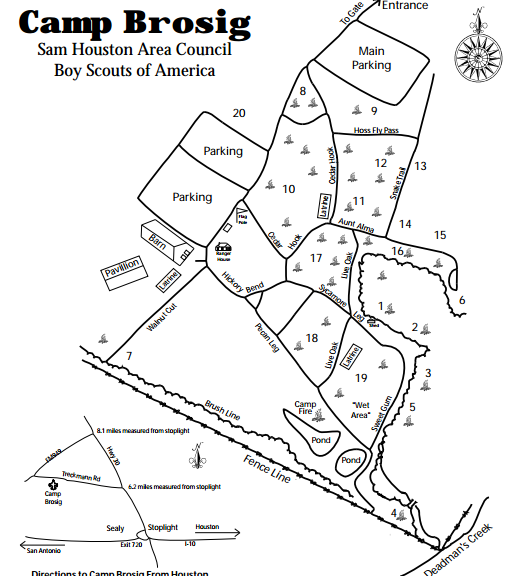 Camp Brosig
Sam Houston Area Council
Boy Scouts of America
To Gate
Entrance
N
Main
Parking
8
9
20
Hoss Fly Pass
Parking
Cedar Hook
12
13
Snake Trail
Parking
10
Latrine
11
Flag
Pole
Aunt Alma
14
15
Barn
Cedar
Hook
Ranger
House
17
Live Oak
16
Pavillion
Latrine
Hickory
Bend
Sycamore
Leg
1
6
Walnut Cut
Shed
2
Pecan Leg
18
Live Oak
Latrine
7
3
19
Brush Line
Camp
Fire
"Wet
Area"
Sweet Gum
5
Pond
8.1 miles measured from stoplight
FM949
Hwy 30
N
Fence Line
Pond
Treckmann Rd
6.2 miles measured from stoplight
Camp
Brosig
4
Sealy
Stoplight
Houston
Exit 720
I-10
San Antonio
Deadman's Creek
Directions to Camp Brosig From Houston